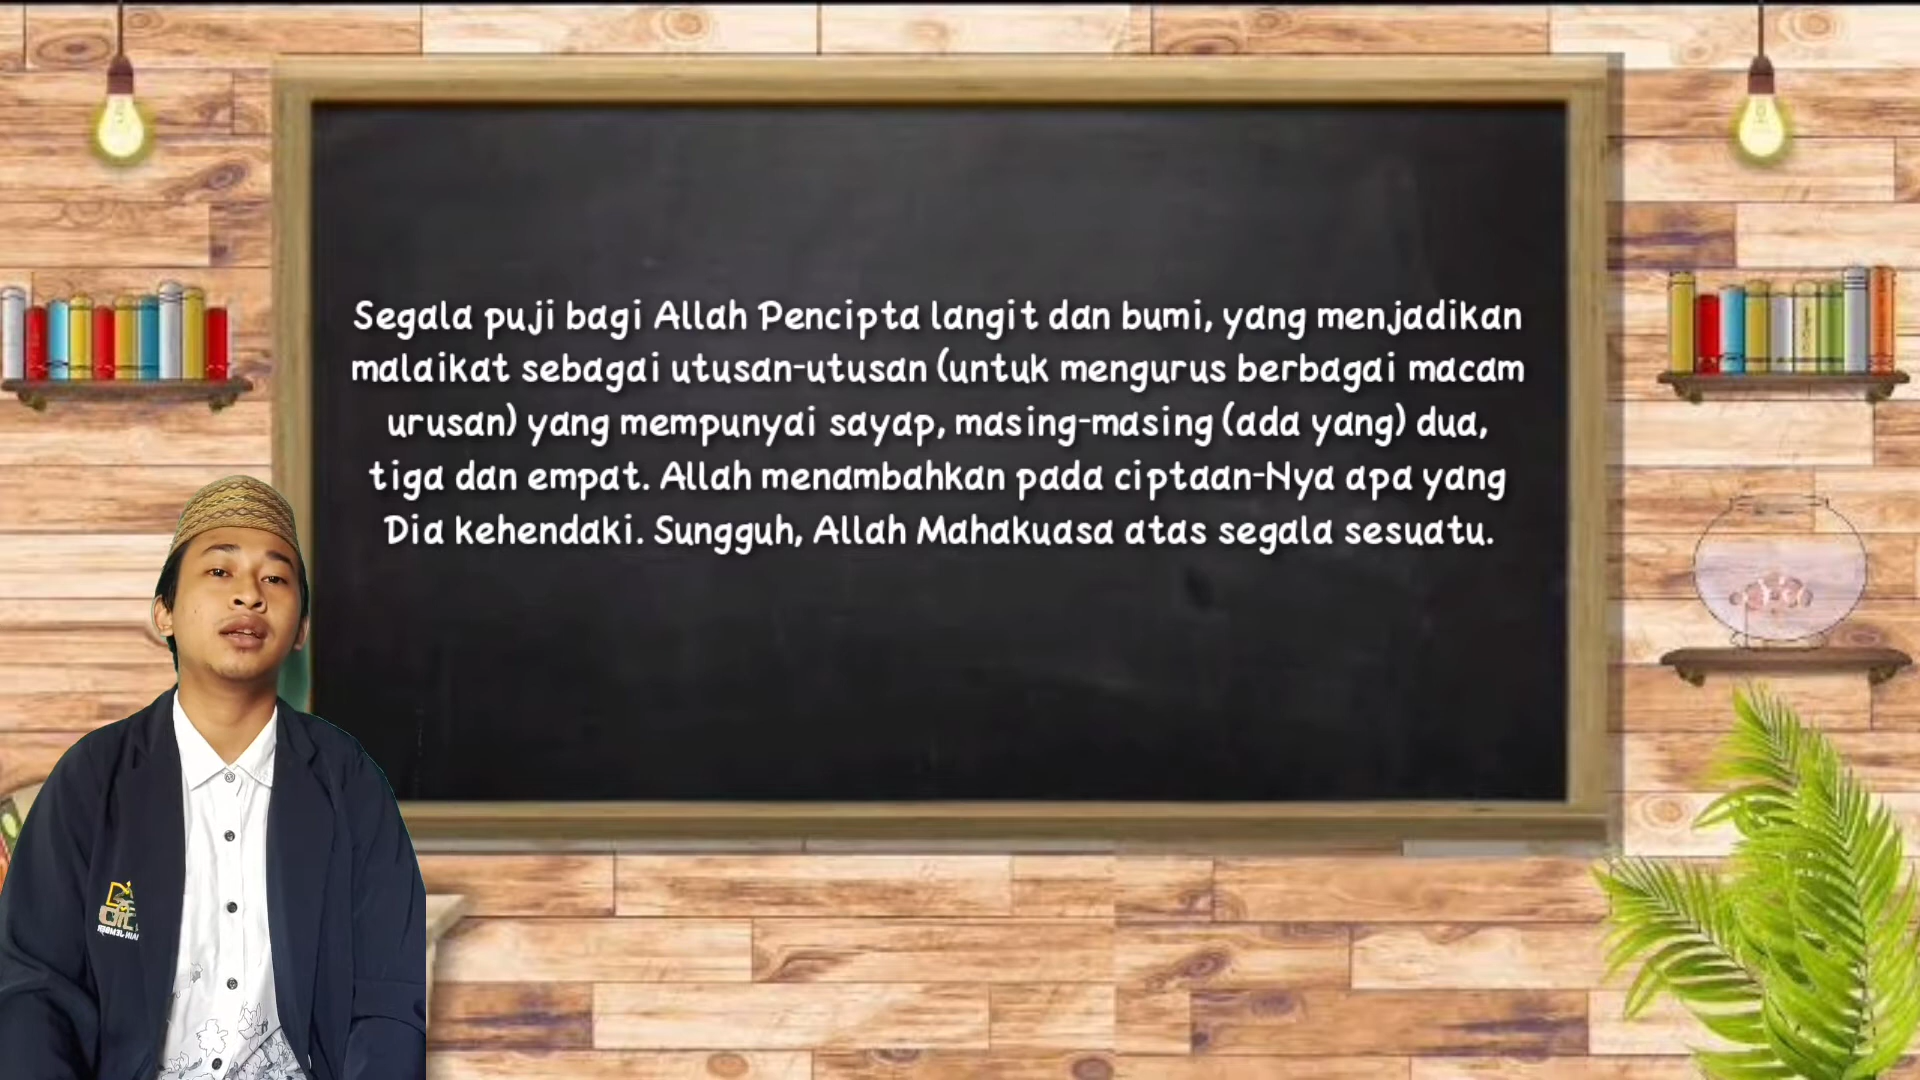 Segala puji bagi Allah Pencipta langit dan bumi, yang menjadikan
malaikat sebagai utusan-utusan (untuk mengurus berbagai macam
urusan) yang mempunyai sayap, masing-masing (ada yang) dua,
tiga dan empat. Allah menambahkan pada ciptaan-Nya apa yang
Dia kehendaki. Sungguh, Allah Mahakuasa atas segala sesuatu.